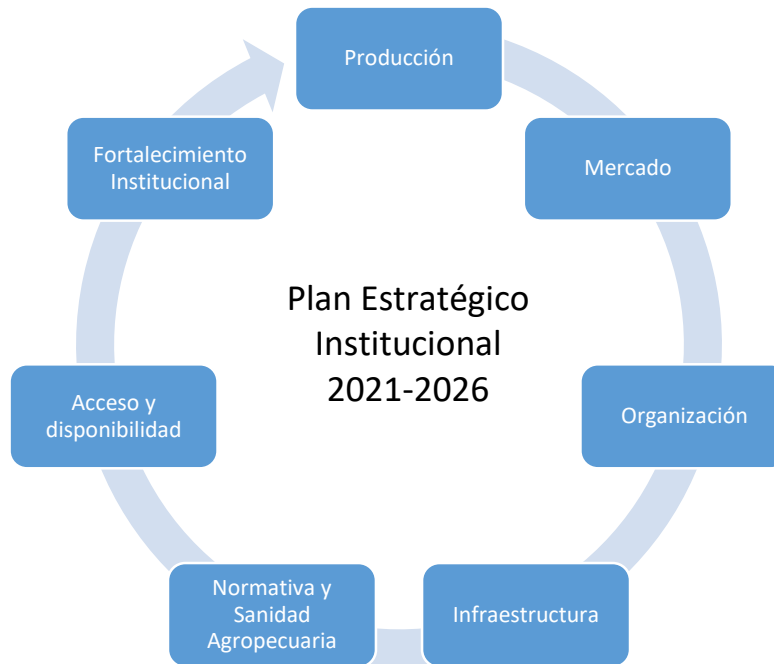 Producción
Mercado
Organización
Infraestructura
Normativa y
Sanidad
Agropecuaria
Acceso y
disponibilidad
Fortalecimiento
Institucional
Plan Estratégico
Institucional
2021-2026